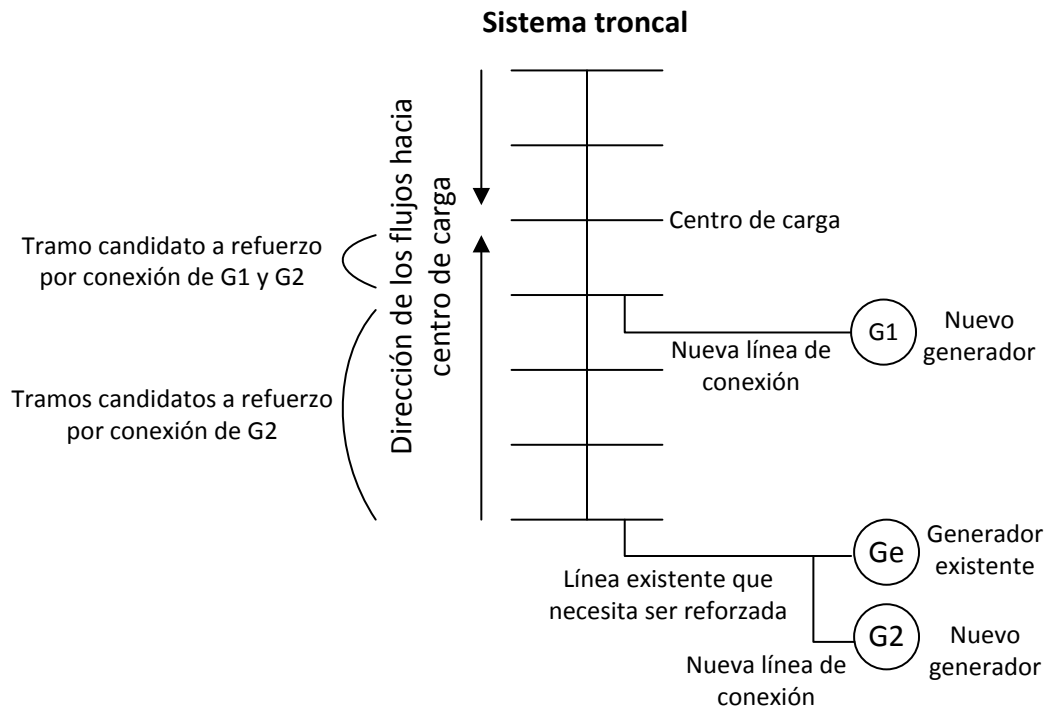 Sistema troncal
Dirección de los flujos hacia
centro de carga
Centro de carga
Tramo candidato a refuerzo
por conexión de G1 y G2
G1
Nuevo
generador
Nueva línea de
conexión
Tramos candidatos a refuerzo
por conexión de G2
Ge
Generador
existente
Línea existente que
necesita ser reforzada
G2
Nuevo
generador
Nueva línea de
conexión